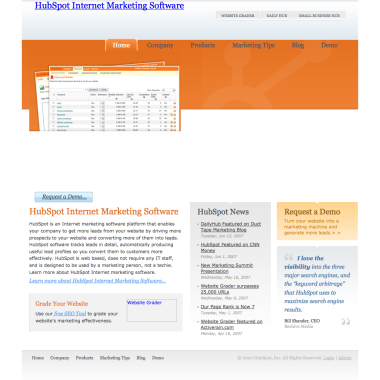 HubSpot Internet Marketing Software
WEBSITE GRADER DAILY HUB SMALL BUSINESS HUB
Home Company Products Marketing Tips Blog Demo
Request a Demo...
HubSpot Internet Marketing Software
HubSpot is an Internet marketing software platform that enables
your company to get more leads from your website by driving more
prospects to your website and converting more of them into leads.
HubSpot software tracks leads in detail, automatically producing
useful lead profiles so you convert them to customers more
effectively. HubSpot is web based, does not require any IT staff,
and is designed to be used by a marketing person, not a techie.
Learn more about HubSpot Internet Marketing Software.
Learn more about HubSpot Internet Marketing Software...
Grade Your Website
Use our free SEO Tool to grade your
website's marketing effectiveness.
Website Grader
HubSpot News
DailyHub Featured on Duct
Tape Marketing Blog
Tuesday, Jun 12, 2007
HubSpot Featured on CNN
Money
Friday, Jun 1, 2007
New Marketing Summit
Presentation
Wednesday, May 16, 2007
Website Grader surpasses
25,000 URLs
Wednesday, May 9, 2007
Our Page Rank is Now 7
Tuesday, May 1, 2007
Website Grader featured on
Activerain.com
Monday, Apr 16, 2007
Request a Demo
Turn your website into a
marketing machine and
generate more leads > >
“ I love the
visibility into the three
major search engines, and
the "keyword arbitrage"
that HubSpot uses to
maximize search engine
results.
Bill Shander, CEO
Beehive Media ”
Home Company Products Marketing Tips Blog Demo
© 2007 HubSpot, Inc. All Rights Reserved Login |